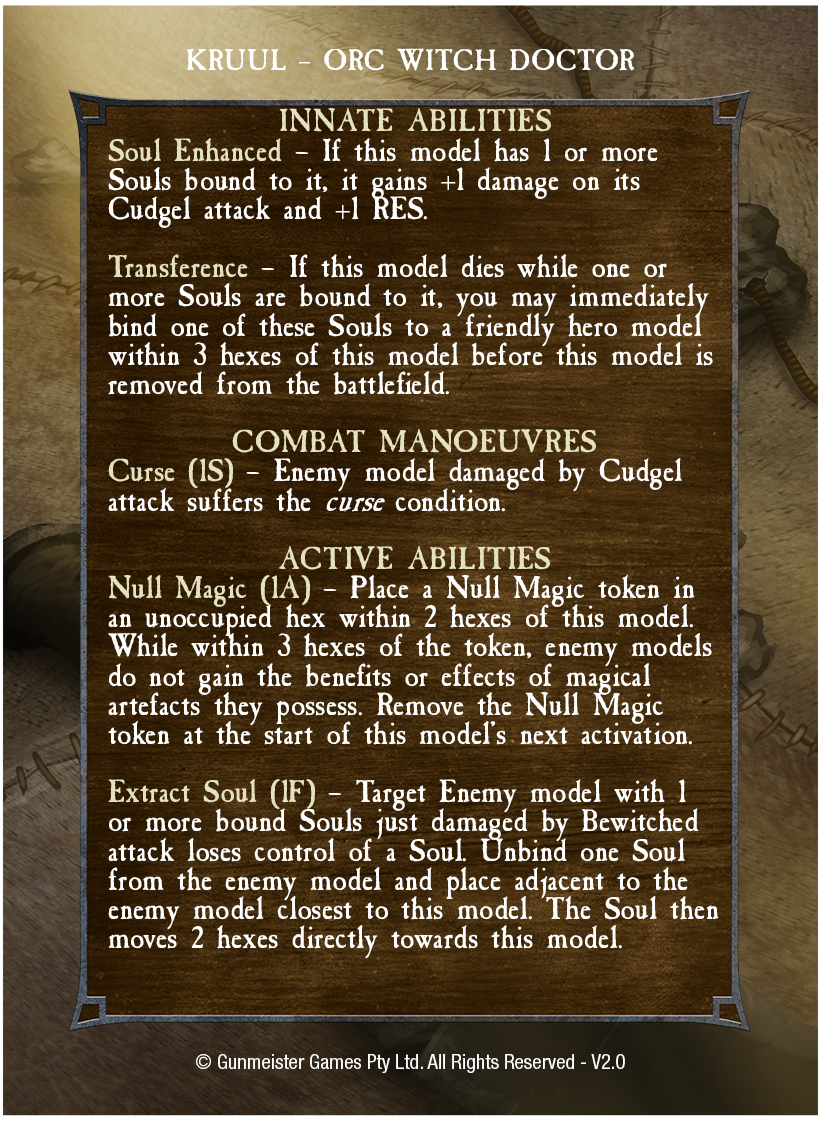 KRUUL – ORC WITCH DOCTOR
INNATE ABILITIES
Soul Enhanced – If this model has 1 or more
Souls bound to it, it gains +1 damage on its
Cudgel attack and +1 RES.
Transference – If this model dies while one or
more Souls are bound to it, you may immediately
bind one of these Souls to a friendly hero model
within 3 hexes of this model before this model is
removed from the battlefield.
COMBAT MANOEUVRES
Curse (1S) – Enemy model damaged by Cudgel
attack suffers the curse condition.
ACTIVE ABILITIES
Null Magic (1A) – Place a Null Magic token in
an unoccupied hex within 2 hexes of this model.
While within 3 hexes of the token, enemy models
do not gain the benefits or effects of magical
artefacts they possess. Remove the Null Magic
token at the start of this model's next activation.
Extract Soul (1F) – Target Enemy model with 1
or more bound Souls just damaged by Bewitched
attack loses control of a Soul. Unbind one Soul
from the enemy model and place adjacent to the
enemy model closest to this model. The Soul then
moves 2 hexes directly towards this model.
© Gunmeister Games Pty Ltd. All Rights Reserved - V2.0